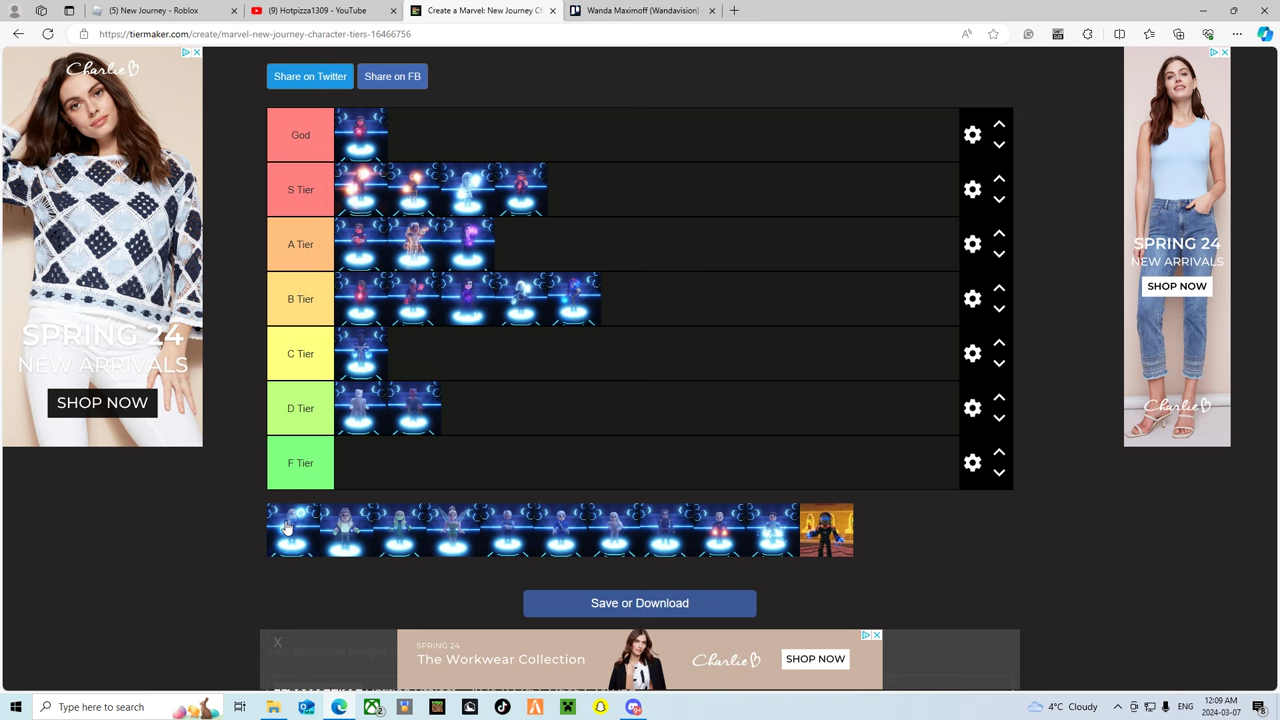 (5) New Journey - Roblox
(9) Hotpizza1309 - YouTube
Create a Marvel: New Journey Ch
Wanda Maximoff (Wandavision)
https://tiermaker.com/create/marvel-new-journey-character-tiers-16466756
Share on Twitter
Share on FB
God
S Tier
A Tier
B Tier
C Tier
D Tier
F Tier
Charlie
SPRING 24
NEW ARRIVALS
SHOP NOW
SPRING 24
NEW ARRIVALS
SHOP NOW
Charlie
Save or Download
X
SPRING 24
The Workwear Collection
Charlie
SHOP NOW
Type here to search
4°C Cloudy
ENG
12:09 AM
2024-03-07